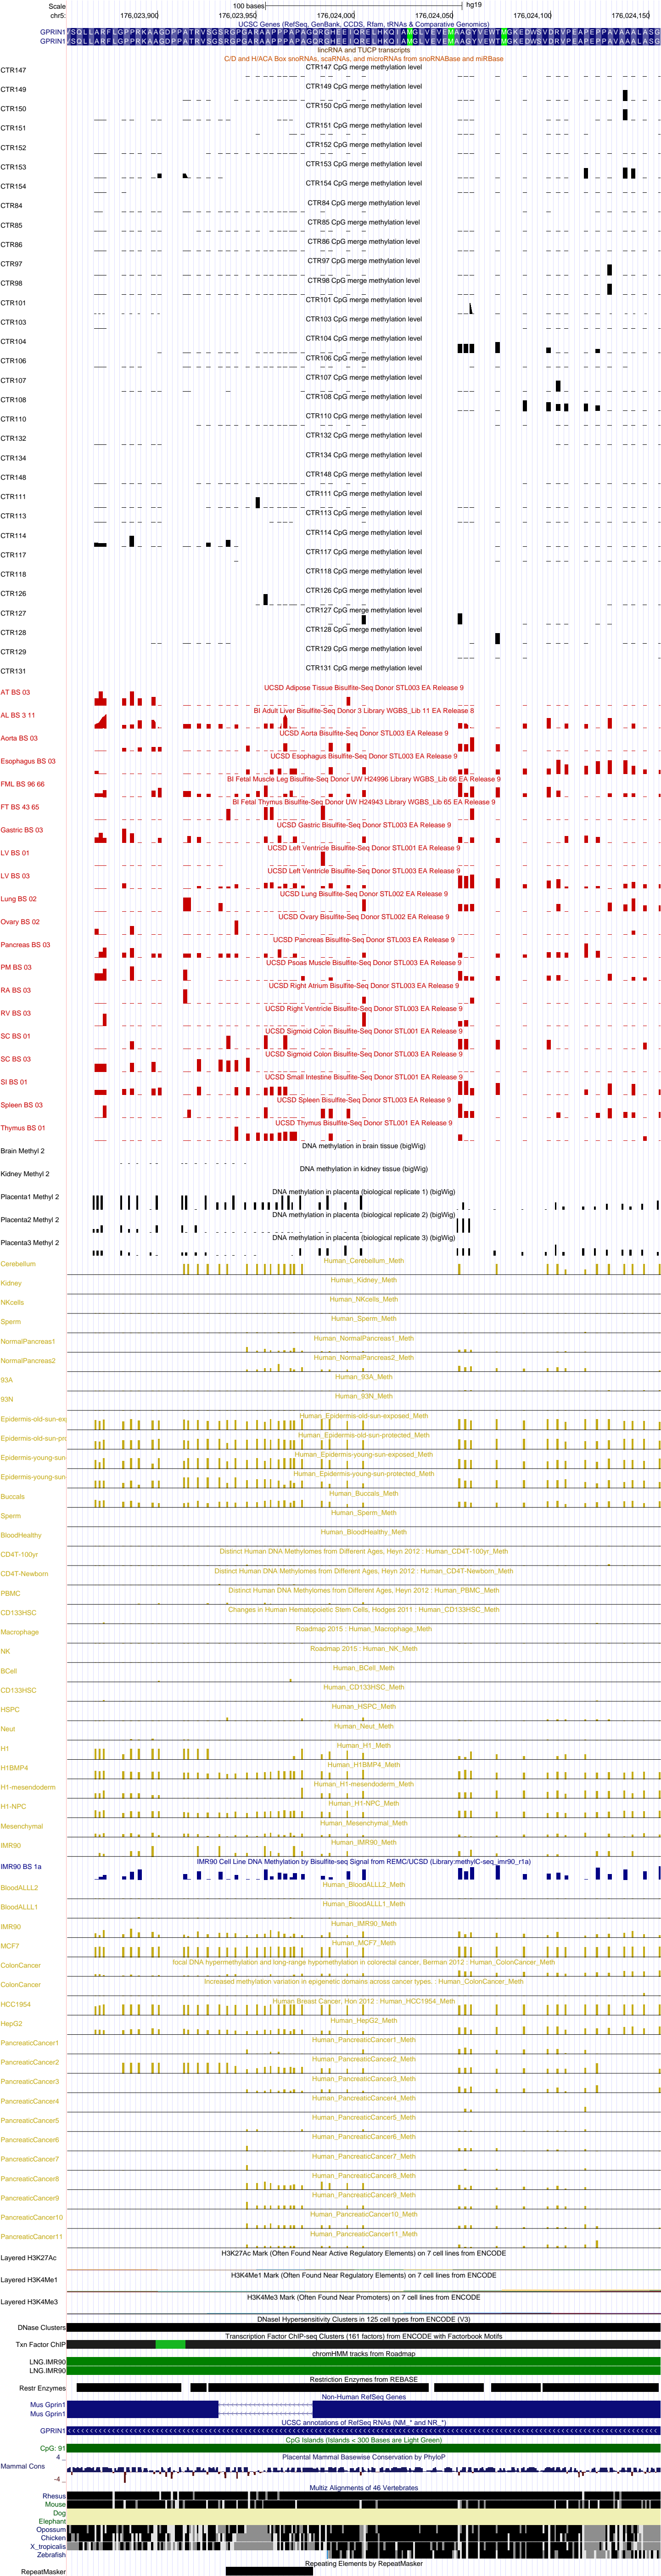 Scale 100 bases hg19
chr5: 176,023,900 176,023,950 176,024,000 176,024,050 176,024,100 176,024,150
UCSC Genes (RefSeq, GenBank, CCDS, Rfam, tRNAs & Comparative Genomics)
GPRIN1
GPRIN1
lincRNA and TUCP transcripts
C/D and H/ACA Box snoRNAs, scaRNAs, and microRNAs from snoRNABase and miRBase
CTR147 CTR147 CpG merge methylation level
CTR149 CTR149 CpG merge methylation level
CTR150 CTR150 CpG merge methylation level
CTR151 CTR151 CpG merge methylation level
CTR152 CTR152 CpG merge methylation level
CTR153 CTR153 CpG merge methylation level
CTR154 CTR154 CpG merge methylation level
CTR84 CTR84 CpG merge methylation level
CTR85 CTR85 CpG merge methylation level
CTR86 CTR86 CpG merge methylation level
CTR97 CTR97 CpG merge methylation level
CTR98 CTR98 CpG merge methylation level
CTR101 CTR101 CpG merge methylation level
CTR103 CTR103 CpG merge methylation level
CTR104 CTR104 CpG merge methylation level
CTR106 CTR106 CpG merge methylation level
CTR107 CTR107 CpG merge methylation level
CTR108 CTR108 CpG merge methylation level
CTR110 CTR110 CpG merge methylation level
CTR132 CTR132 CpG merge methylation level
CTR134 CTR134 CpG merge methylation level
CTR148 CTR148 CpG merge methylation level
CTR111 CTR111 CpG merge methylation level
CTR113 CTR113 CpG merge methylation level
CTR114 CTR114 CpG merge methylation level
CTR117 CTR117 CpG merge methylation level
CTR118 CTR118 CpG merge methylation level
CTR126 CTR126 CpG merge methylation level
CTR127 CTR127 CpG merge methylation level
CTR128 CTR128 CpG merge methylation level
CTR129 CTR129 CpG merge methylation level
CTR131 CTR131 CpG merge methylation level
AT BS 03 UCSD Adipose Tissue Bisulfite-Seq Donor STL003 EA Release 9
AL BS 3 11 BI Adult Liver Bisulfite-Seq Donor 3 Library WGBS_Lib 11 EA Release 8
Aorta BS 03 UCSD Aorta Bisulfite-Seq Donor STL003 EA Release 9
Esophagus BS 03 UCSD Esophagus Bisulfite-Seq Donor STL003 EA Release 9
FML BS 96 66 BI Fetal Muscle Leg Bisulfite-Seq Donor UW H24996 Library WGBS_Lib 66 EA Release 9
FT BS 43 65 BI Fetal Thymus Bisulfite-Seq Donor UW H24943 Library WGBS_Lib 65 EA Release 9
Gastric BS 03 UCSD Gastric Bisulfite-Seq Donor STL003 EA Release 9
LV BS 01 UCSD Left Ventricle Bisulfite-Seq Donor STL001 EA Release 9
LV BS 03 UCSD Left Ventricle Bisulfite-Seq Donor STL003 EA Release 9
Lung BS 02 UCSD Lung Bisulfite-Seq Donor STL002 EA Release 9
Ovary BS 02 UCSD Ovary Bisulfite-Seq Donor STL002 EA Release 9
Pancreas BS 03 UCSD Pancreas Bisulfite-Seq Donor STL003 EA Release 9
PM BS 03 UCSD Psoas Muscle Bisulfite-Seq Donor STL003 EA Release 9
RA BS 03 UCSD Right Atrium Bisulfite-Seq Donor STL003 EA Release 9
RV BS 03 UCSD Right Ventricle Bisulfite-Seq Donor STL003 EA Release 9
SC BS 01 UCSD Sigmoid Colon Bisulfite-Seq Donor STL001 EA Release 9
SC BS 03 UCSD Sigmoid Colon Bisulfite-Seq Donor STL003 EA Release 9
SI BS 01 UCSD Small Intestine Bisulfite-Seq Donor STL001 EA Release 9
Spleen BS 03 UCSD Spleen Bisulfite-Seq Donor STL003 EA Release 9
Thymus BS 01 UCSD Thymus Bisulfite-Seq Donor STL001 EA Release 9
Brain Methyl 2 DNA methylation in brain tissue (bigWig)
Kidney Methyl 2 DNA methylation in kidney tissue (bigWig)
Placenta1 Methyl 2 DNA methylation in placenta (biological replicate 1) (bigWig)
Placenta2 Methyl 2 DNA methylation in placenta (biological replicate 2) (bigWig)
Placenta3 Methyl 2 DNA methylation in placenta (biological replicate 3) (bigWig)
Cerebellum Human_Cerebellum_Meth
Kidney Human_Kidney_Meth
NKcells Human_NKcells_Meth
Sperm Human_Sperm_Meth
NormalPancreas1 Human_NormalPancreas1_Meth
NormalPancreas2 Human_NormalPancreas2_Meth
93A Human_93A_Meth
93N Human_93N_Meth
Epidermis-old-sun-ex Human_Epidermis-old-sun-exposed_Meth
Epidermis-old-sun-pr Human_Epidermis-old-sun-protected_Meth
Epidermis-young-sun Human_Epidermis-young-sun-exposed_Meth
Epidermis-young-sun Human_Epidermis-young-sun-protected_Meth
Buccals Human_Buccals_Meth
Sperm Human_Sperm_Meth
BloodHealthy Human_BloodHealthy_Meth
CD4T-100yr Distinct Human DNA Methylomes from Different Ages, Heyn 2012 : Human_CD4T-100yr_Meth
CD4T-Newborn Distinct Human DNA Methylomes from Different Ages, Heyn 2012 : Human_CD4T-Newborn_Meth
PBMC Distinct Human DNA Methylomes from Different Ages, Heyn 2012 : Human_PBMC_Meth
CD133HSC Changes in Human Hematopoietic Stem Cells, Hodges 2011 : Human_CD133HSC_Meth
Macrophage Roadmap 2015 : Human_Macrophage_Meth
NK Roadmap 2015 : Human_NK_Meth
BCell Human_BCell_Meth
CD133HSC Human_CD133HSC_Meth
HSPC Human_HSPC_Meth
Neut Human_Neut_Meth
H1 Human_H1_Meth
H1BMP4 Human_H1BMP4_Meth
H1-mesendoderm Human_H1-mesendoderm_Meth
H1-NPC Human_H1-NPC_Meth
Mesenchymal Human_Mesenchymal_Meth
IMR90 Human_IMR90_Meth
IMR90 BS 1a IMR90 Cell Line DNA Methylation by Bisulfite-seq Signal from REMC/UCSD (Library:methylC-seq_imr90_r1a)
BloodALLL2 Human_BloodALLL2_Meth
BloodALLL1 Human_BloodALLL1_Meth
IMR90 Human_IMR90_Meth
MCF7 Human_MCF7_Meth
ColonCancer focal DNA hypermethylation and long-range hypomethylation in colorectal cancer, Berman 2012 : Human_ColonCancer_Meth
ColonCancer Increased methylation variation in epigenetic domains across cancer types. : Human_ColonCancer_Meth
HCC1954 Human Breast Cancer, Hon 2012 : Human_HCC1954_Meth
HepG2 Human_HepG2_Meth
PancreaticCancer1 Human_PancreaticCancer1_Meth
PancreaticCancer2 Human_PancreaticCancer2_Meth
PancreaticCancer3 Human_PancreaticCancer3_Meth
PancreaticCancer4 Human_PancreaticCancer4_Meth
PancreaticCancer5 Human_PancreaticCancer5_Meth
PancreaticCancer6 Human_PancreaticCancer6_Meth
PancreaticCancer7 Human_PancreaticCancer7_Meth
PancreaticCancer8 Human_PancreaticCancer8_Meth
PancreaticCancer9 Human_PancreaticCancer9_Meth
PancreaticCancer10 Human_PancreaticCancer10_Meth
PancreaticCancer11 Human_PancreaticCancer11_Meth
Layered H3K27Ac H3K27Ac Mark (Often Found Near Active Regulatory Elements) on 7 cell lines from ENCODE
Layered H3K4Me1 H3K4Me1 Mark (Often Found Near Regulatory Elements) on 7 cell lines from ENCODE
Layered H3K4Me3 H3K4Me3 Mark (Often Found Near Promoters) on 7 cell lines from ENCODE
DNaseI Hypersensitivity Clusters in 125 cell types from ENCODE (V3)
DNase Clusters
Transcription Factor ChIP-seq Clusters (161 factors) from ENCODE with Factorbook Motifs
Txn Factor ChIP
chromHMM tracks from Roadmap
LNG.IMR90
LNG.IMR90
Restriction Enzymes from REBASE
Restr Enzymes
Non-Human RefSeq Genes
Mus Gprin1
Mus Gprin1
UCSC annotations of RefSeq RNAs (NM_* and NR_*)
GPRIN1
CpG Islands (Islands < 300 Bases are Light Green)
CpG: 91
Placental Mammal Basewise Conservation by PhyloP
4
Mammal Cons
-4
Multiz Alignments of 46 Vertebrates
Rhesus
Mouse
Dog
Elephant
Opossum
Chicken
X_tropicalis
Zebrafish
Repeating Elements by RepeatMasker
RepeatMasker